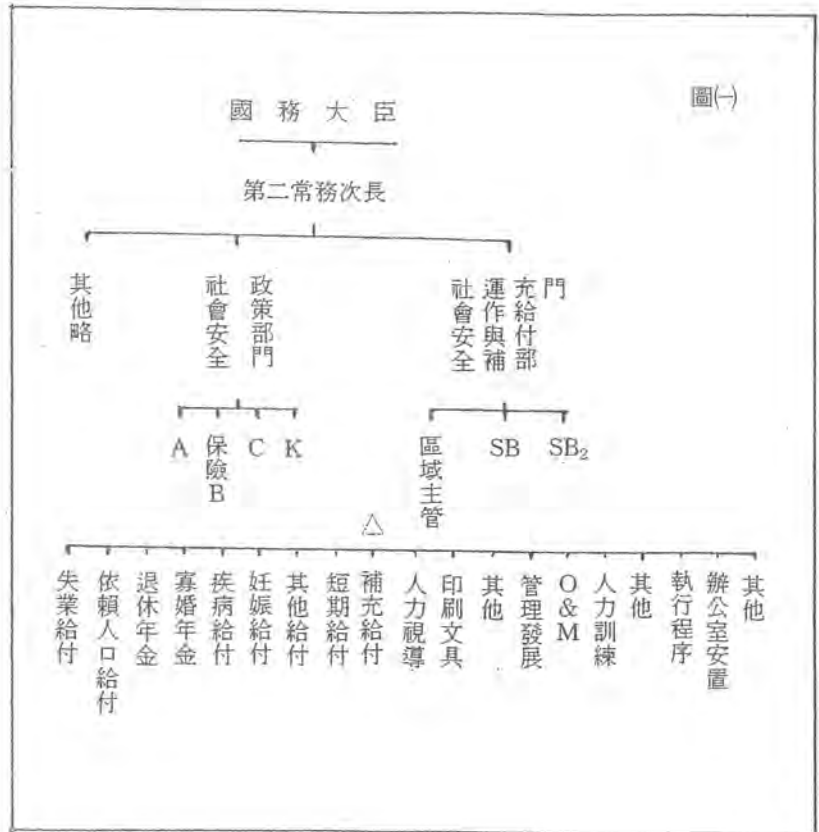 圖㈠
國務大臣
第二常務次長
其他略
社會安全
政策部門
社會安全
運作與補
充給付部
門
A
保險B
C
K
區域主管
SB
SB₂
△
失業給付
依賴人口給付
退休年金
寡婚年金
疾病給付
妊娠給付
其他給付
短期給付
補充給付
人力視導
印刷文具
其他
管理發展
O&M
人力訓練
其他
執行程序
辦公室安置
其他